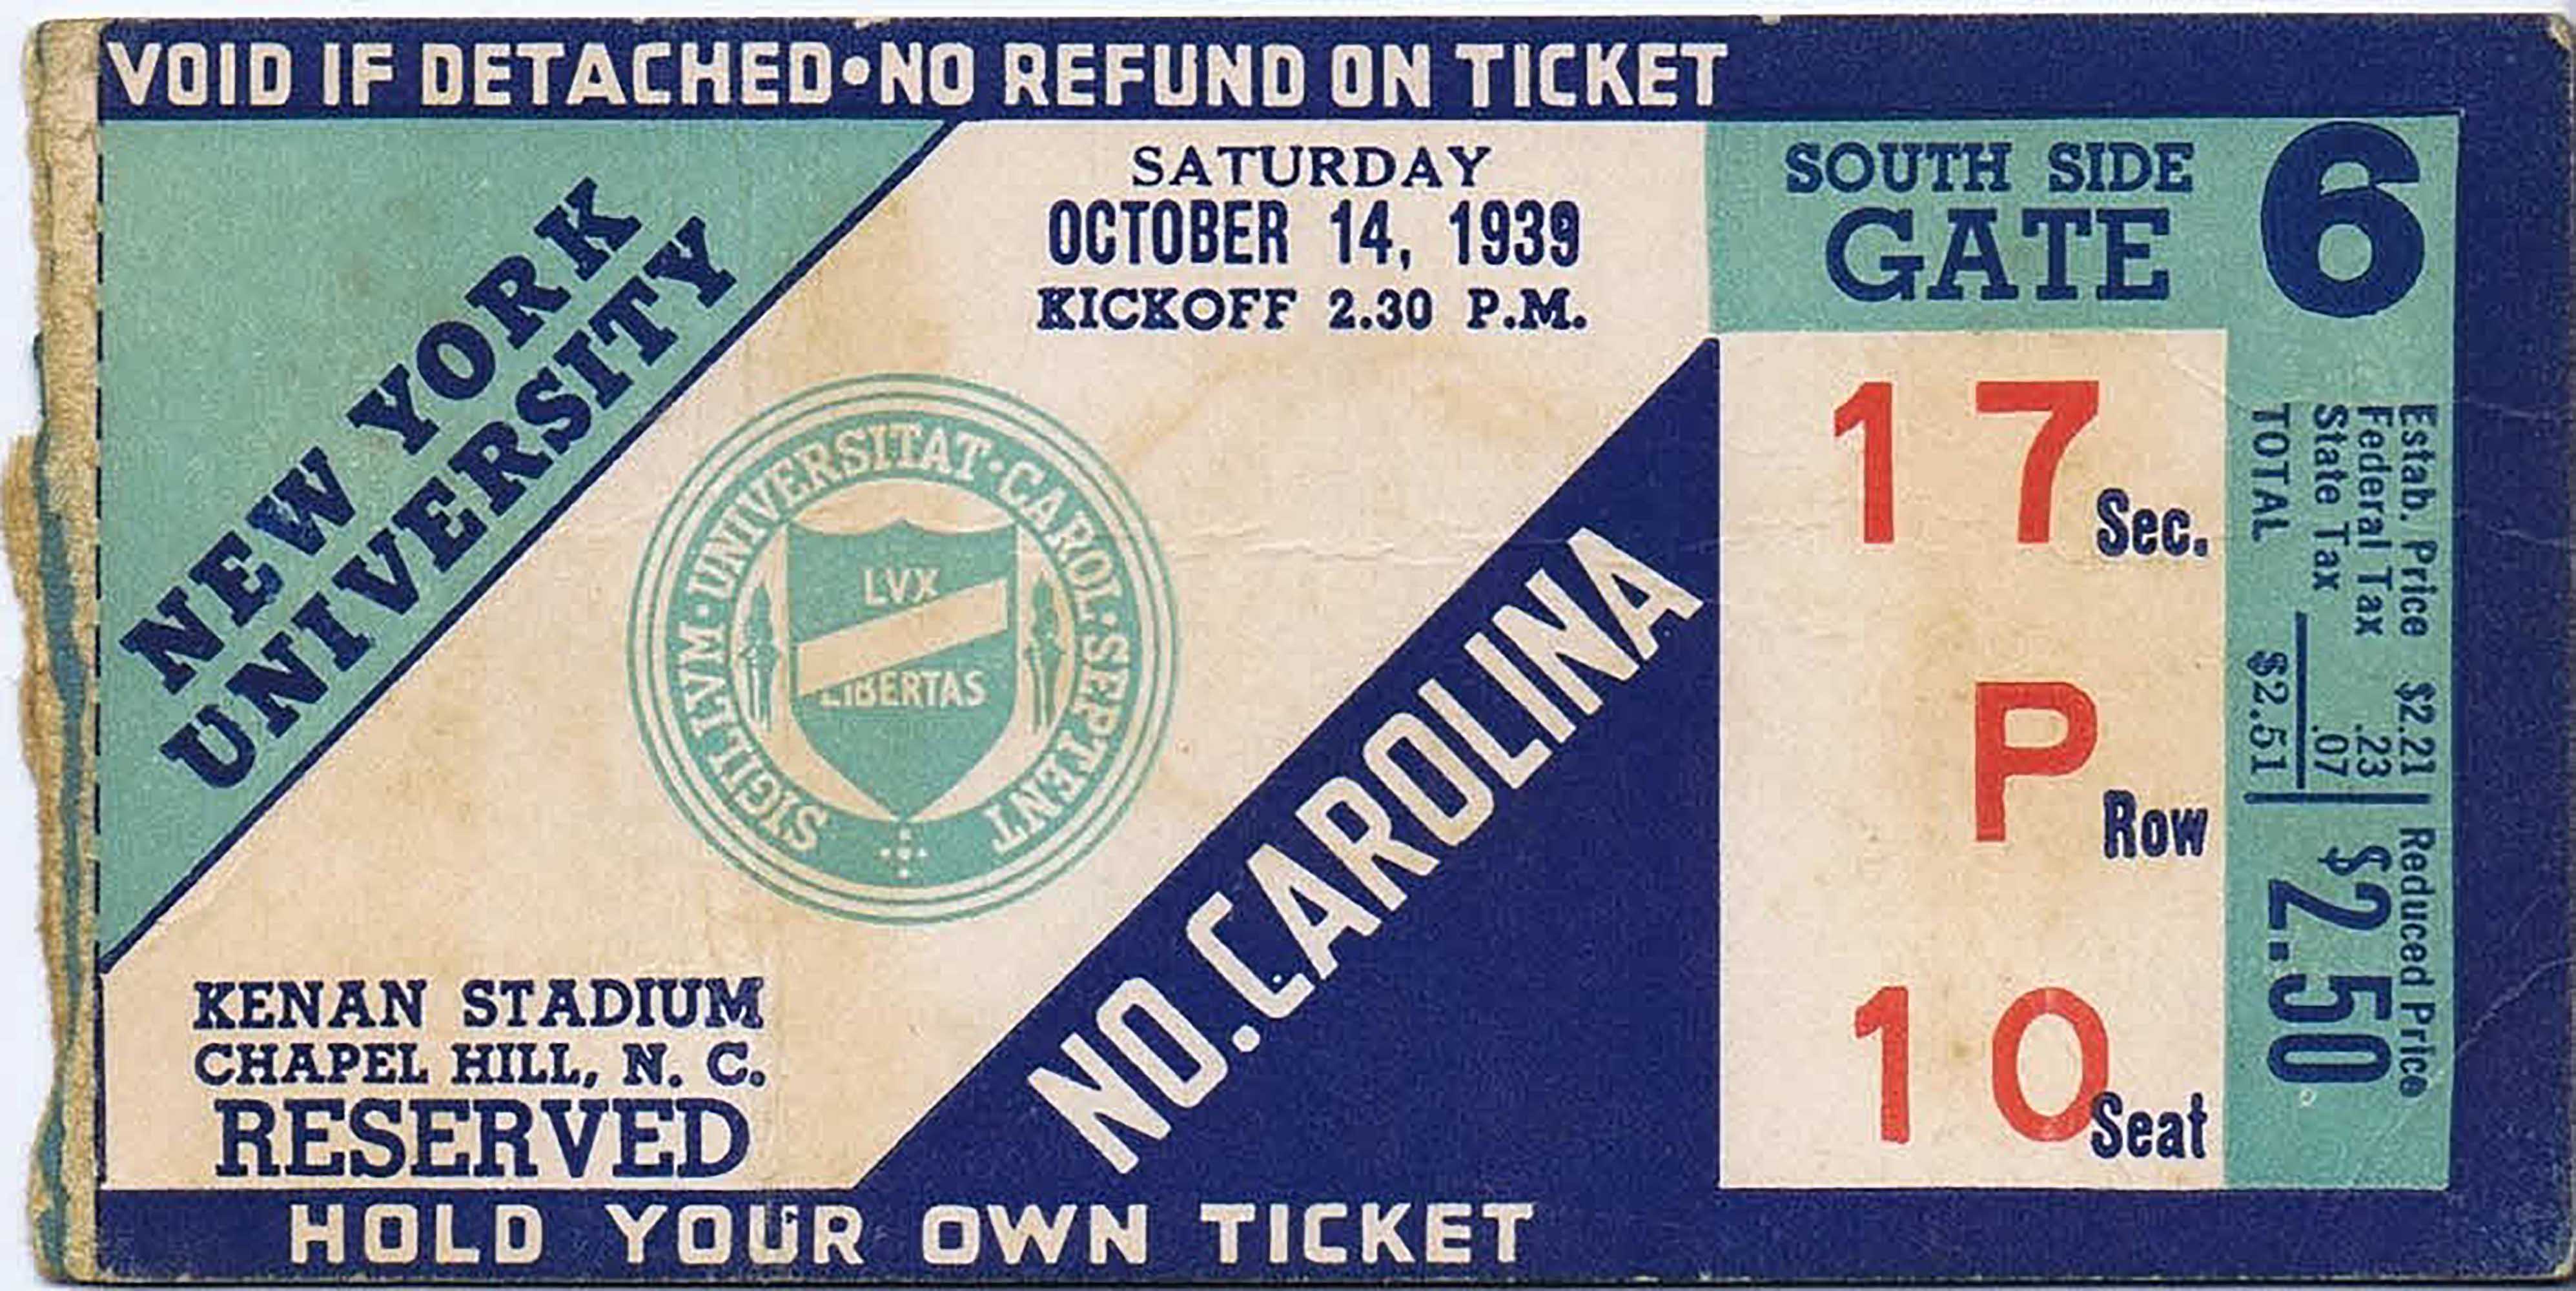 VOID IF DETACHED•NO REFUND ON TICKET
NEW YORK
UNIVERSITY
SATURDAY
OCTOBER 14, 1939
KICKOFF 2.30 P.M.
SIGILLVM·UNIVERSITAT·CAROL·SEPTENT
LVX
LIBERTAS
NO. CAROLINA
KENAN STADIUM
CHAPEL HILL, N. C.
RESERVED
HOLD YOUR OWN TICKET
SOUTH SIDE
GATE
6
17 Sec.
P Row
10 Seat
Estab. Price $2.21
Federal Tax .23
State Tax .07
TOTAL $2.51
Reduced Price
$2.50